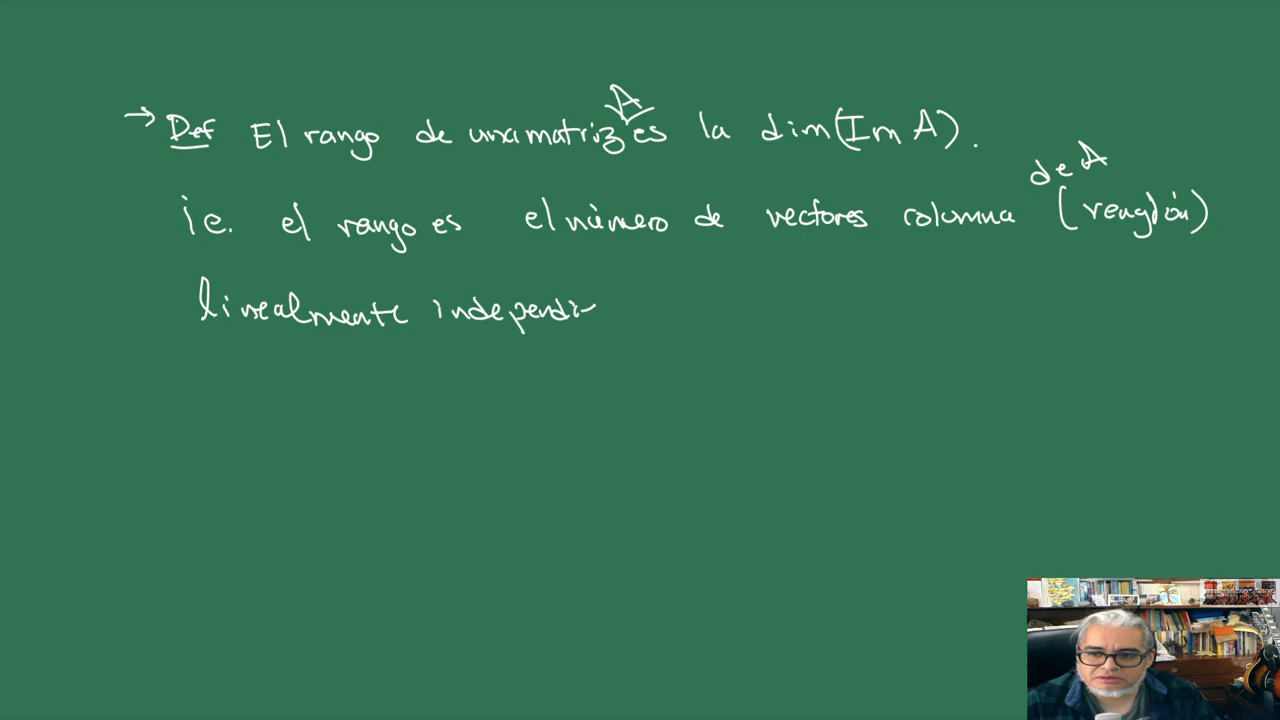 → Def El rango de una matriz A es la dim(Im A).
i.e. el rango es el número de vectores columna de A (renglón)
linealmente independi